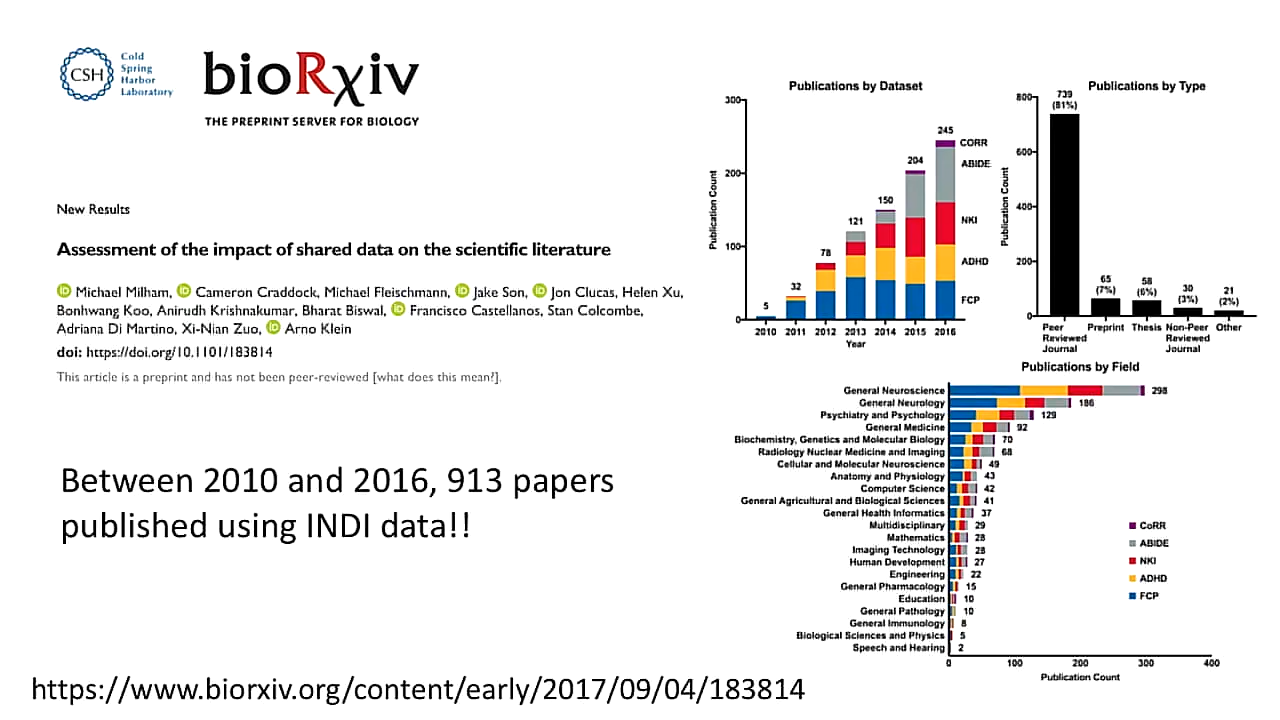 Cold
Spring
Harbor
Laboratory
CSH
bioRχiv
THE PREPRINT SERVER FOR BIOLOGY
New Results
Assessment of the impact of shared data on the scientific literature
iD Michael Milham, iD Cameron Craddock, Michael Fleischmann, iD Jake Son, iD Jon Clucas, Helen Xu,
Bonhwang Koo, Anirudh Krishnakumar, Bharat Biswal, iD Francisco Castellanos, Stan Colcombe,
Adriana Di Martino, Xi-Nian Zuo, iD Arno Klein
doi: https://doi.org/10.1101/183814
This article is a preprint and has not been peer-reviewed [what does this mean?].
Between 2010 and 2016, 913 papers
published using INDI data!!
https://www.biorxiv.org/content/early/2017/09/04/183814
Publications by Dataset
Publication Count
300
200
100
0
5
32
78
121
150
204
245
CORR
ABIDE
NKI
ADHD
FCP
2010 2011 2012 2013 2014 2015 2016
Year
Publications by Type
Publication Count
800
600
400
200
0
739
(81%)
65
(7%)
58
(6%)
30
(3%)
21
(2%)
Peer
Reviewed
Journal
Preprint
Thesis
Non-Peer
Reviewed
Journal
Other
Publications by Field
General Neuroscience 298
General Neurology 186
Psychiatry and Psychology 129
General Medicine 92
Biochemistry, Genetics and Molecular Biology 70
Radiology Nuclear Medicine and Imaging 68
Cellular and Molecular Neuroscience 49
Anatomy and Physiology 43
Computer Science 42
General Agricultural and Biological Sciences 41
General Health Informatics 37
Multidisciplinary 29
Mathematics 28
Imaging Technology 28
Human Development 27
Engineering 22
General Pharmacology 15
Education 10
General Pathology 10
General Immunology 8
Biological Sciences and Physics 5
Speech and Hearing 2
CoRR
ABIDE
NKI
ADHD
FCP
0 100 200 300 400
Publication Count